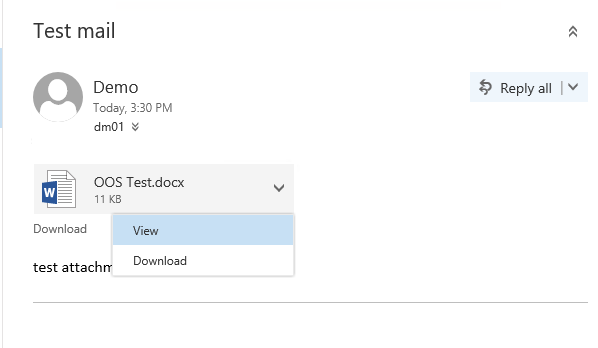 Test mail
Demo
Reply all
Today, 3:30 PM
dm01
W
OOS Test.docx
11 KB
Download
View
Download
test attachm